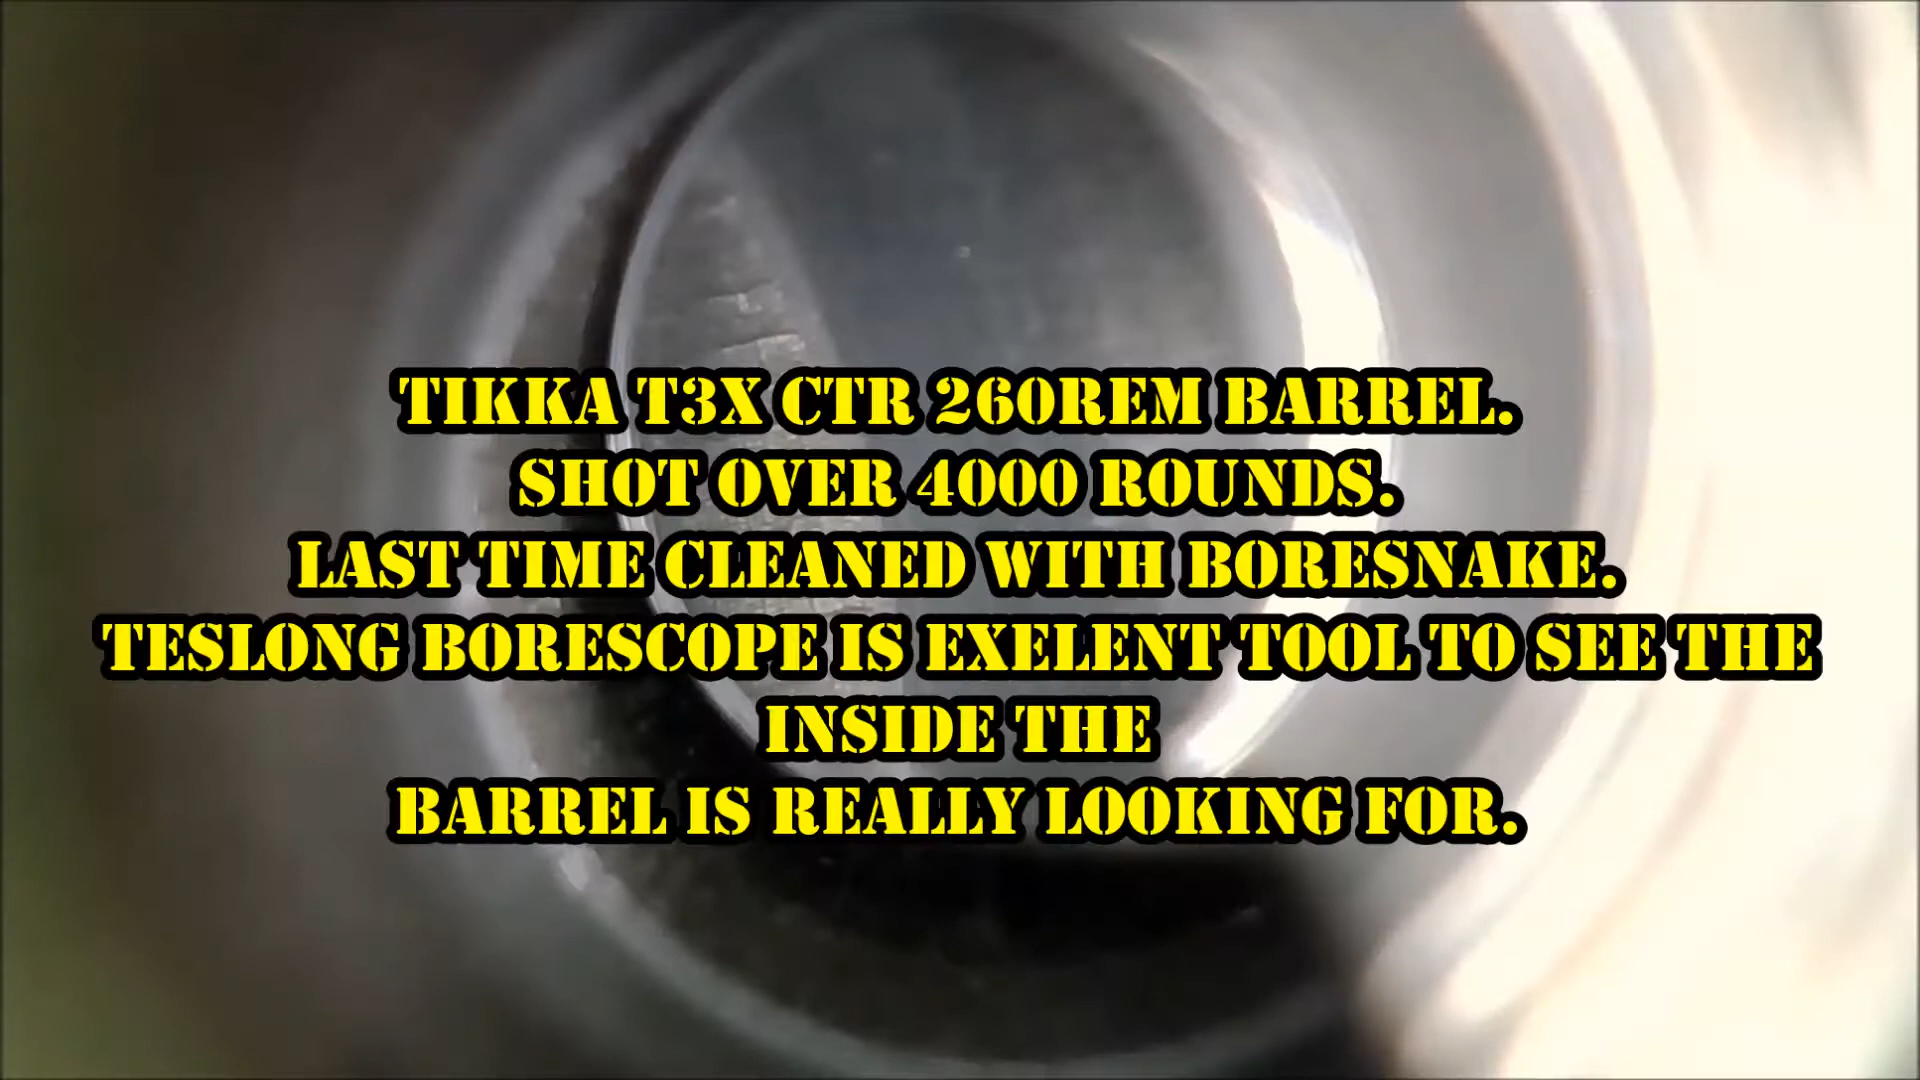 TIKKA T3X CTR 260REM BARREL.
SHOT OVER 4000 ROUNDS.
LAST TIME CLEANED WITH BORESNAKE.
TESLONG BORESCOPE IS EXELENT TOOL TO SEE THE
INSIDE THE
BARREL IS REALLY LOOKING FOR.